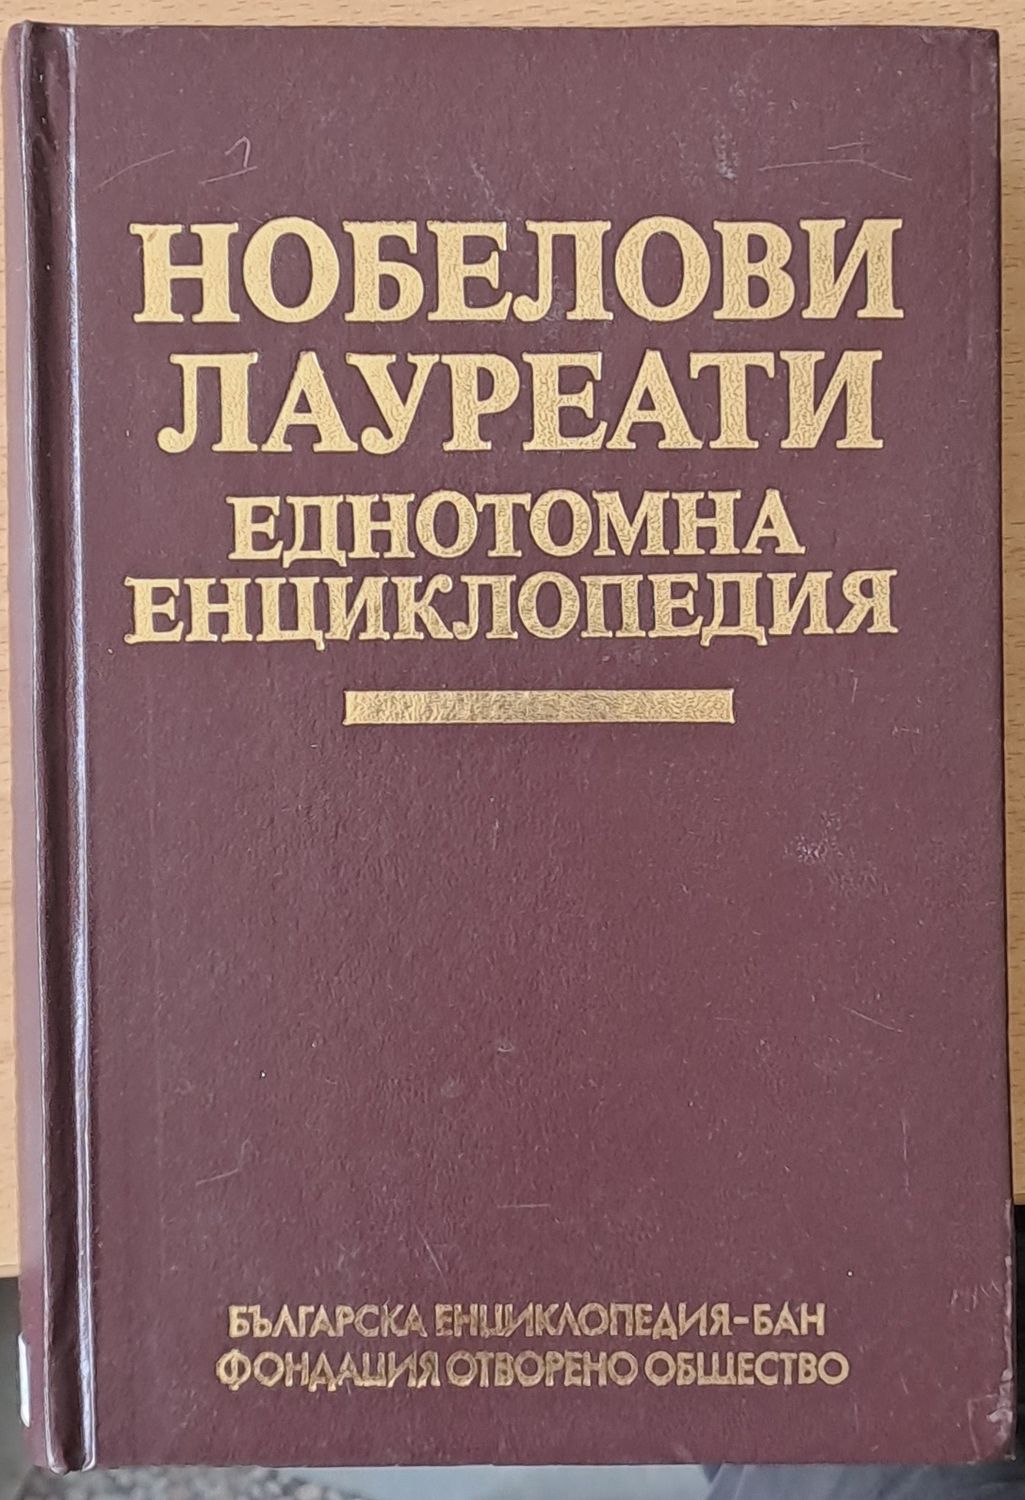 НОБЕЛОВИ
ЛАУРЕАТИ
ЕДНОТОМНА
ЕНЦИКЛОПЕДИЯ
БЪЛГАРСКА ЕНЦИКЛОПЕДИЯ-БАН
ФОНДАЦИЯ ОТВОРЕНО ОБЩЕСТВО